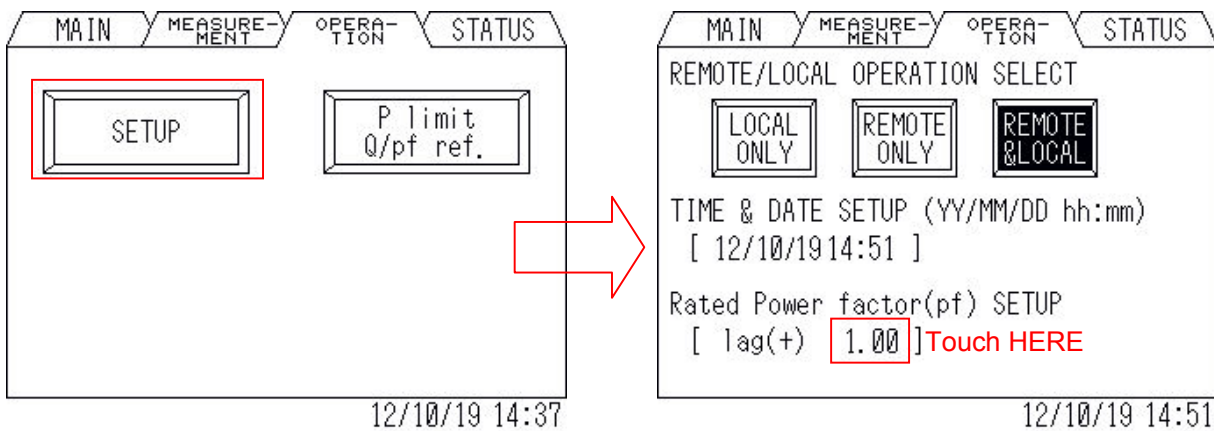 MAIN
MEASURE-
MENT
OPERA-
TION
STATUS
SETUP
P limit
Q/pf ref.
12/10/19 14:37
MAIN
MEASURE-
MENT
OPERA-
TION
STATUS
REMOTE/LOCAL OPERATION SELECT
LOCAL
ONLY
REMOTE
ONLY
REMOTE
&LOCAL
TIME & DATE SETUP (YY/MM/DD hh:mm)
[ 12/10/19 14:51 ]
Rated Power factor(pf) SETUP
[ lag(+) 1.00 ] Touch HERE
12/10/19 14:51